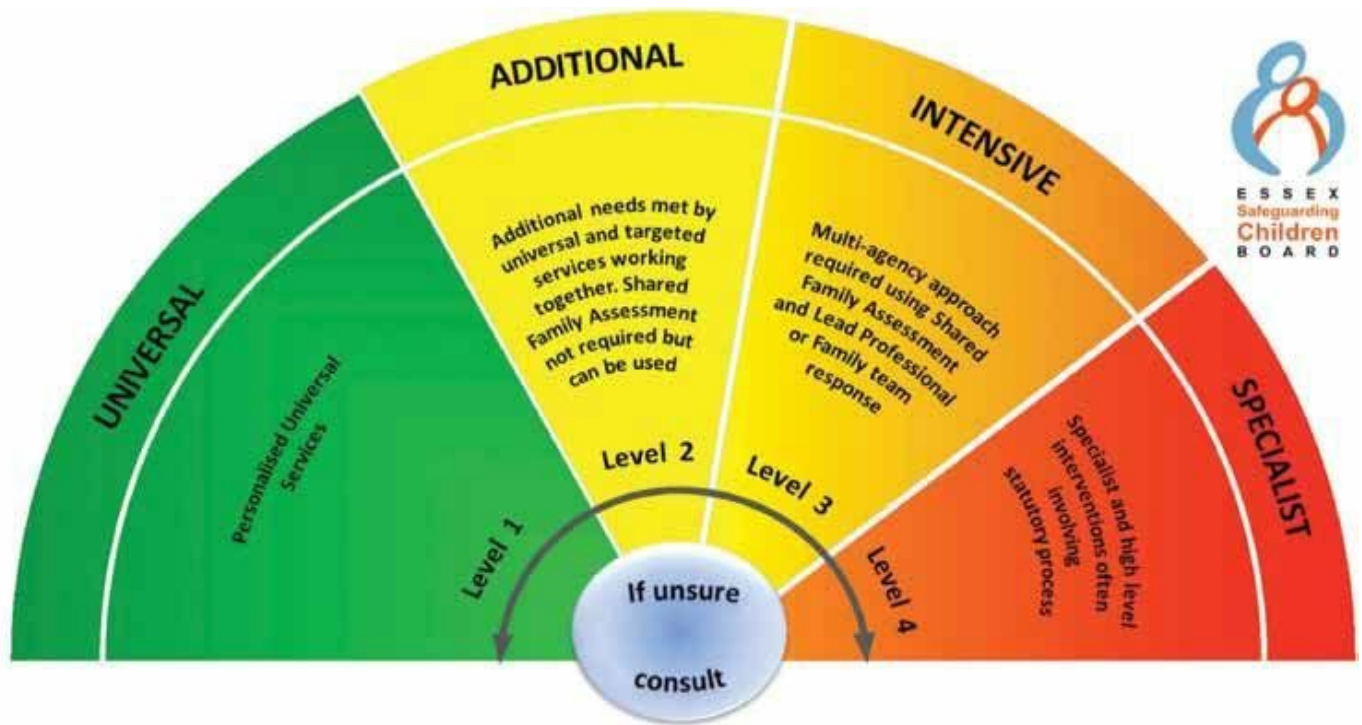 UNIVERSAL
Personalised Universal
Services
Level 1
ADDITIONAL
Additional needs met by
universal and targeted
services working
together. Shared
Family Assessment
not required but
can be used
Level 2
INTENSIVE
Multi-agency approach
required using Shared
Family Assessment
and Lead Professional
or Family team
response
Level 3
SPECIALIST
Specialist and high level
interventions often
involving
statutory process
Level 4
If unsure
consult
ESSEX
Safeguarding
Children
BOARD